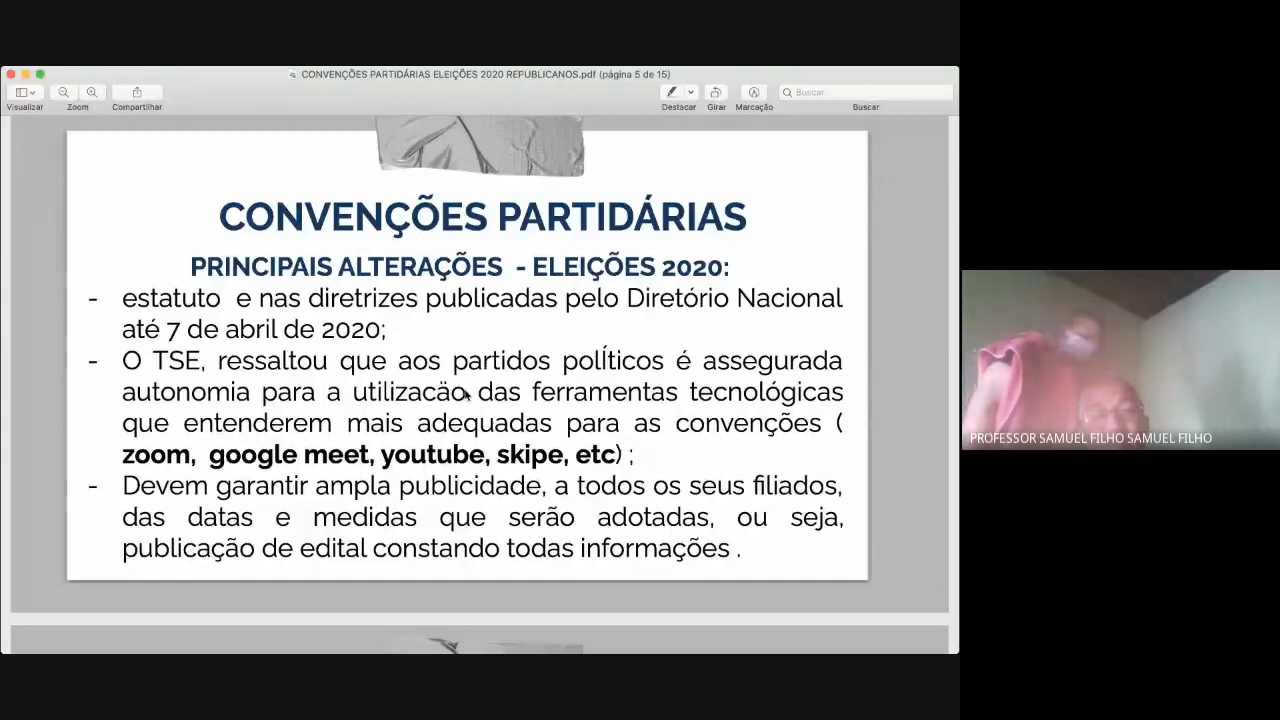 CONVENÇÕES PARTIDÁRIAS ELEIÇÕES 2020 REPUBLICANOS.pdf (página 5 de 15)
Buscar
Visualizar Zoom Compartilhar Destacar Girar Marcação Buscar
CONVENÇÕES PARTIDÁRIAS
PRINCIPAIS ALTERAÇÕES - ELEIÇÕES 2020:
- estatuto e nas diretrizes publicadas pelo Diretório Nacional
até 7 de abril de 2020;
- O TSE, ressaltou que aos partidos polÍticos é assegurada
autonomia para a utilizacäo das ferramentas tecnológicas
que entenderem mais adequadas para as convenções (
zoom, google meet, youtube, skipe, etc) ;
- Devem garantir ampla publicidade, a todos os seus filiados,
das datas e medidas que serão adotadas, ou seja,
publicação de edital constando todas informações .
PROFESSOR SAMUEL FILHO SAMUEL FILHO